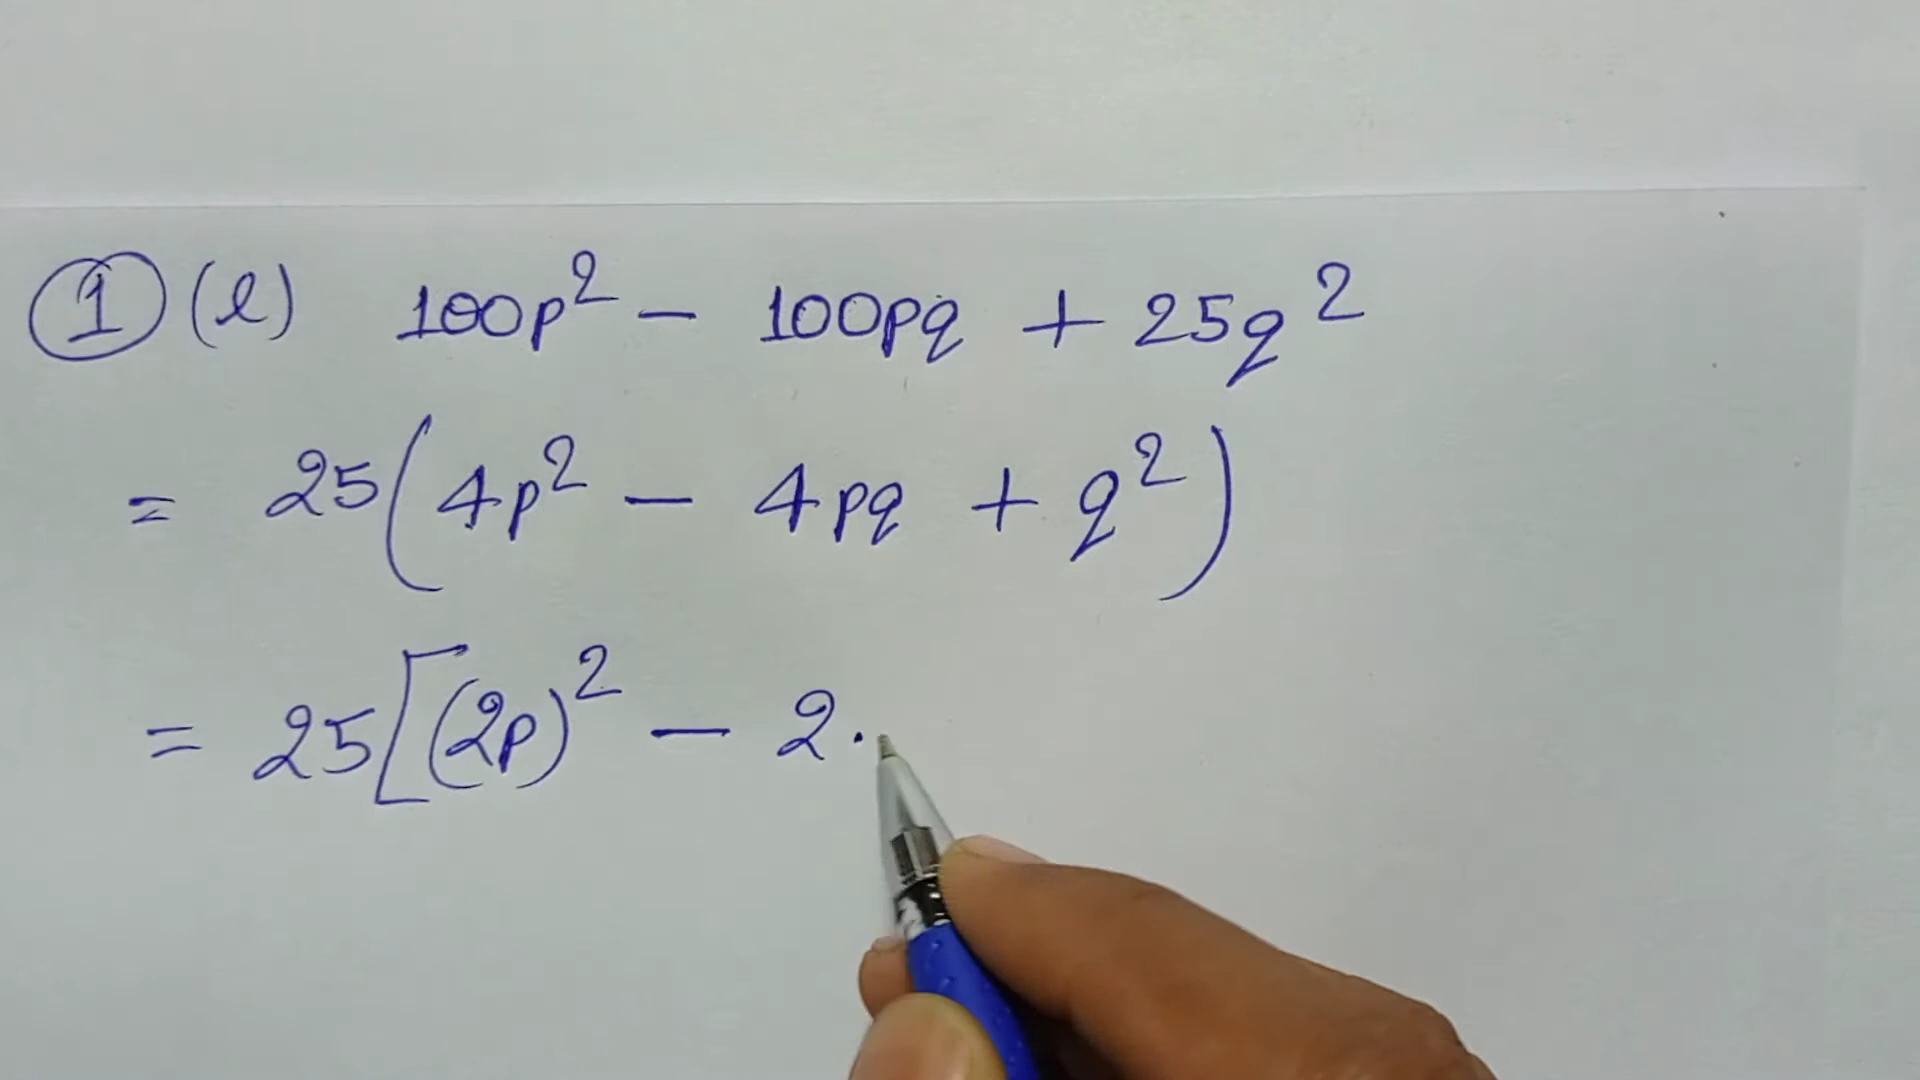 ① (l) 100p² - 100pq + 25q²
= 25(4p² - 4pq + q²)
= 25[(2p)² - 2.